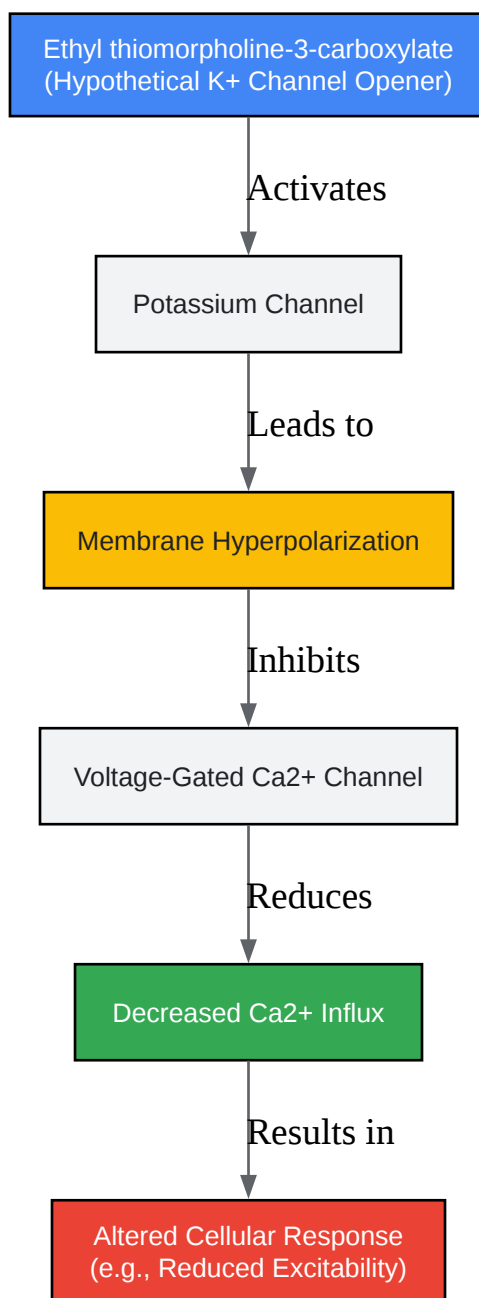 Ethyl thiomorpholine-3-carboxylate
(Hypothetical K+ Channel Opener)
Activates
Potassium Channel
Leads to
Membrane Hyperpolarization
Inhibits
Voltage-Gated Ca2+ Channel
Reduces
Decreased Ca2+ Influx
Results in
Altered Cellular Response
(e.g., Reduced Excitability)